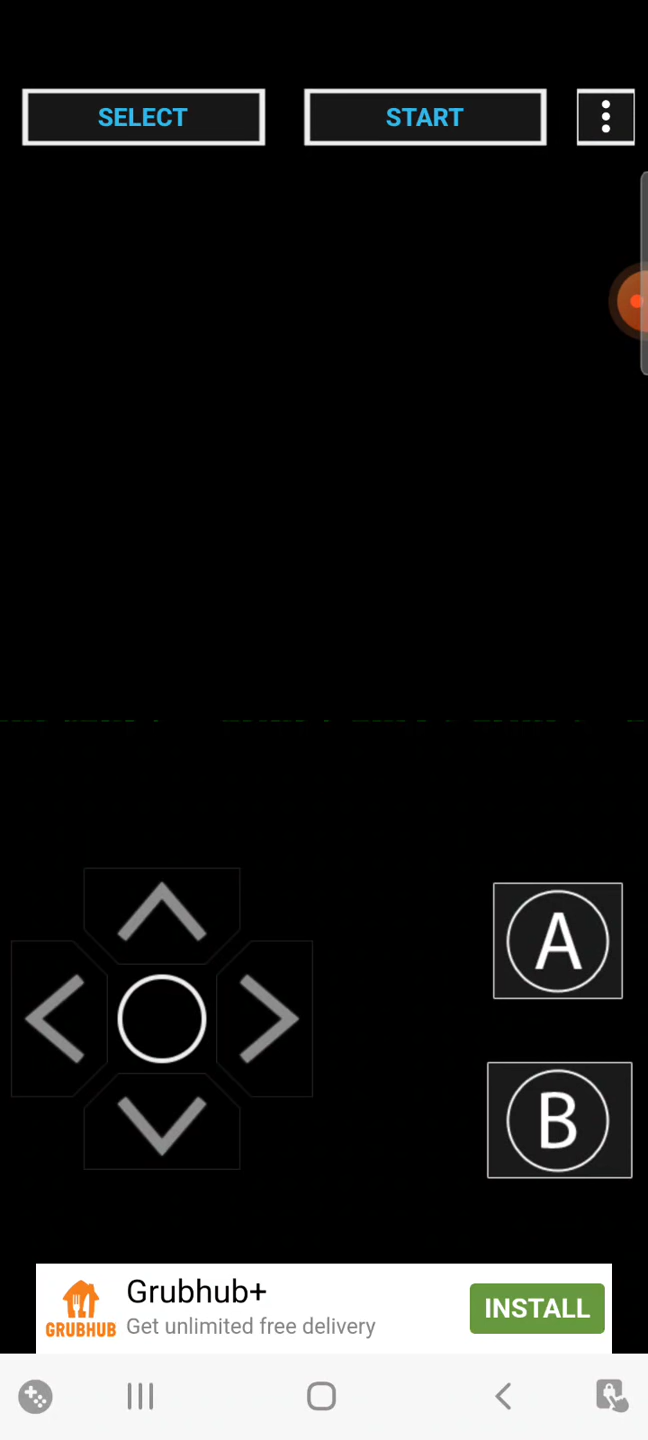 SELECT
START
A
B
Grubhub+
GRUBHUB
Get unlimited free delivery
INSTALL